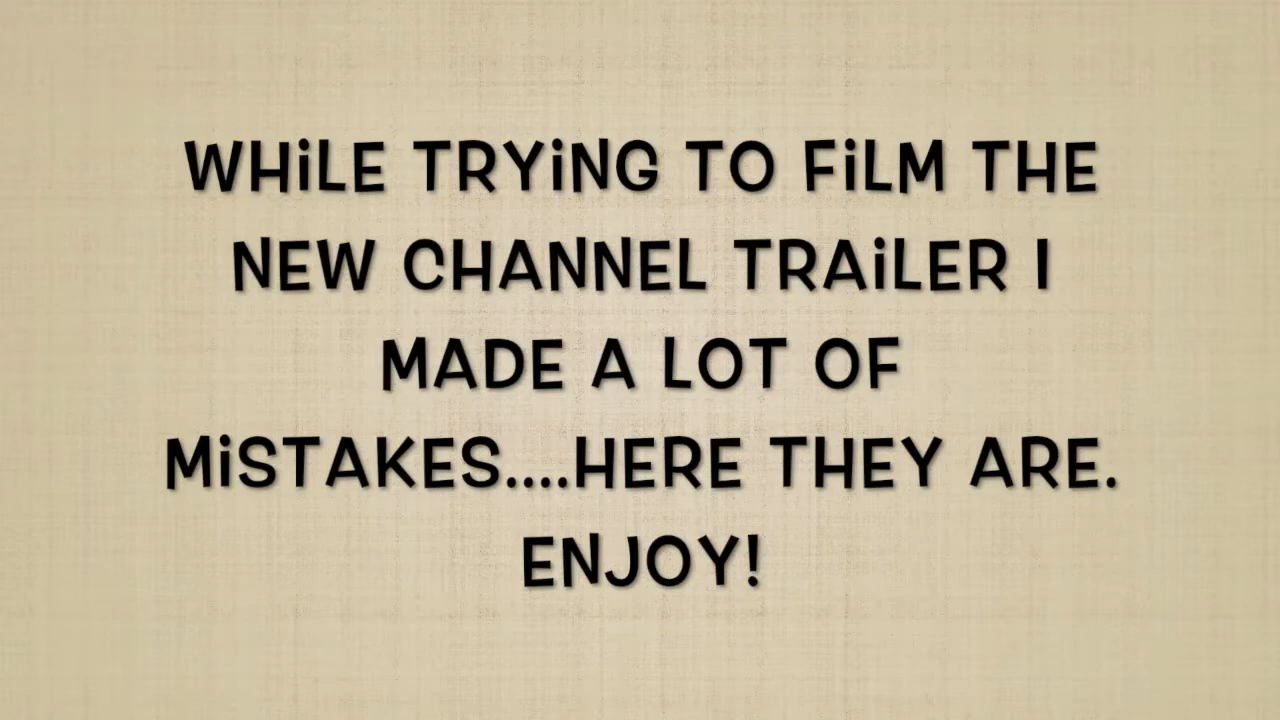 WHiLE TRYiNG TO FiLM THE
NEW CHANNEL TRAiLER I
MADE A LOT OF
MiSTAKES....HERE THEY ARE.
ENJOY!